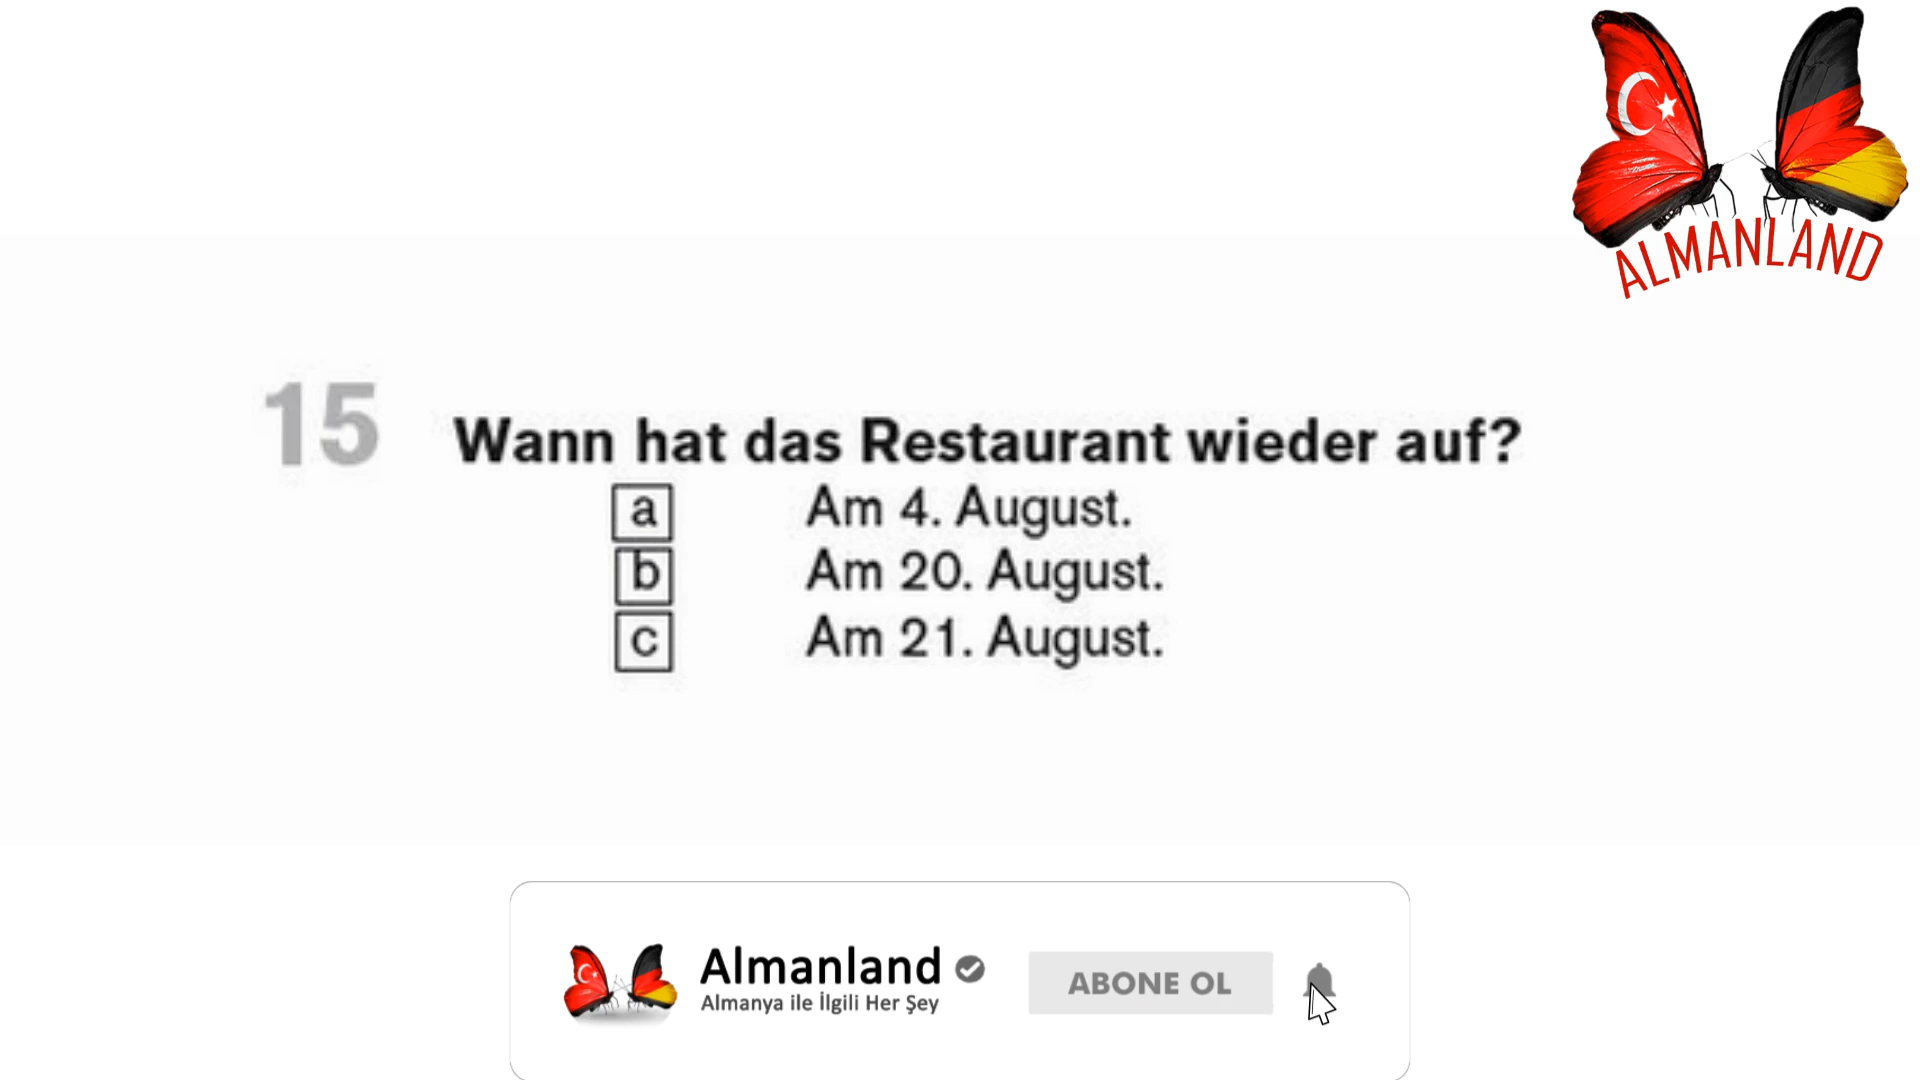 ALMANLAND
15 Wann hat das Restaurant wieder auf?
a Am 4. August.
b Am 20. August.
c Am 21. August.
Almanland
Almanya ile İlgili Her Şey
ABONE OL